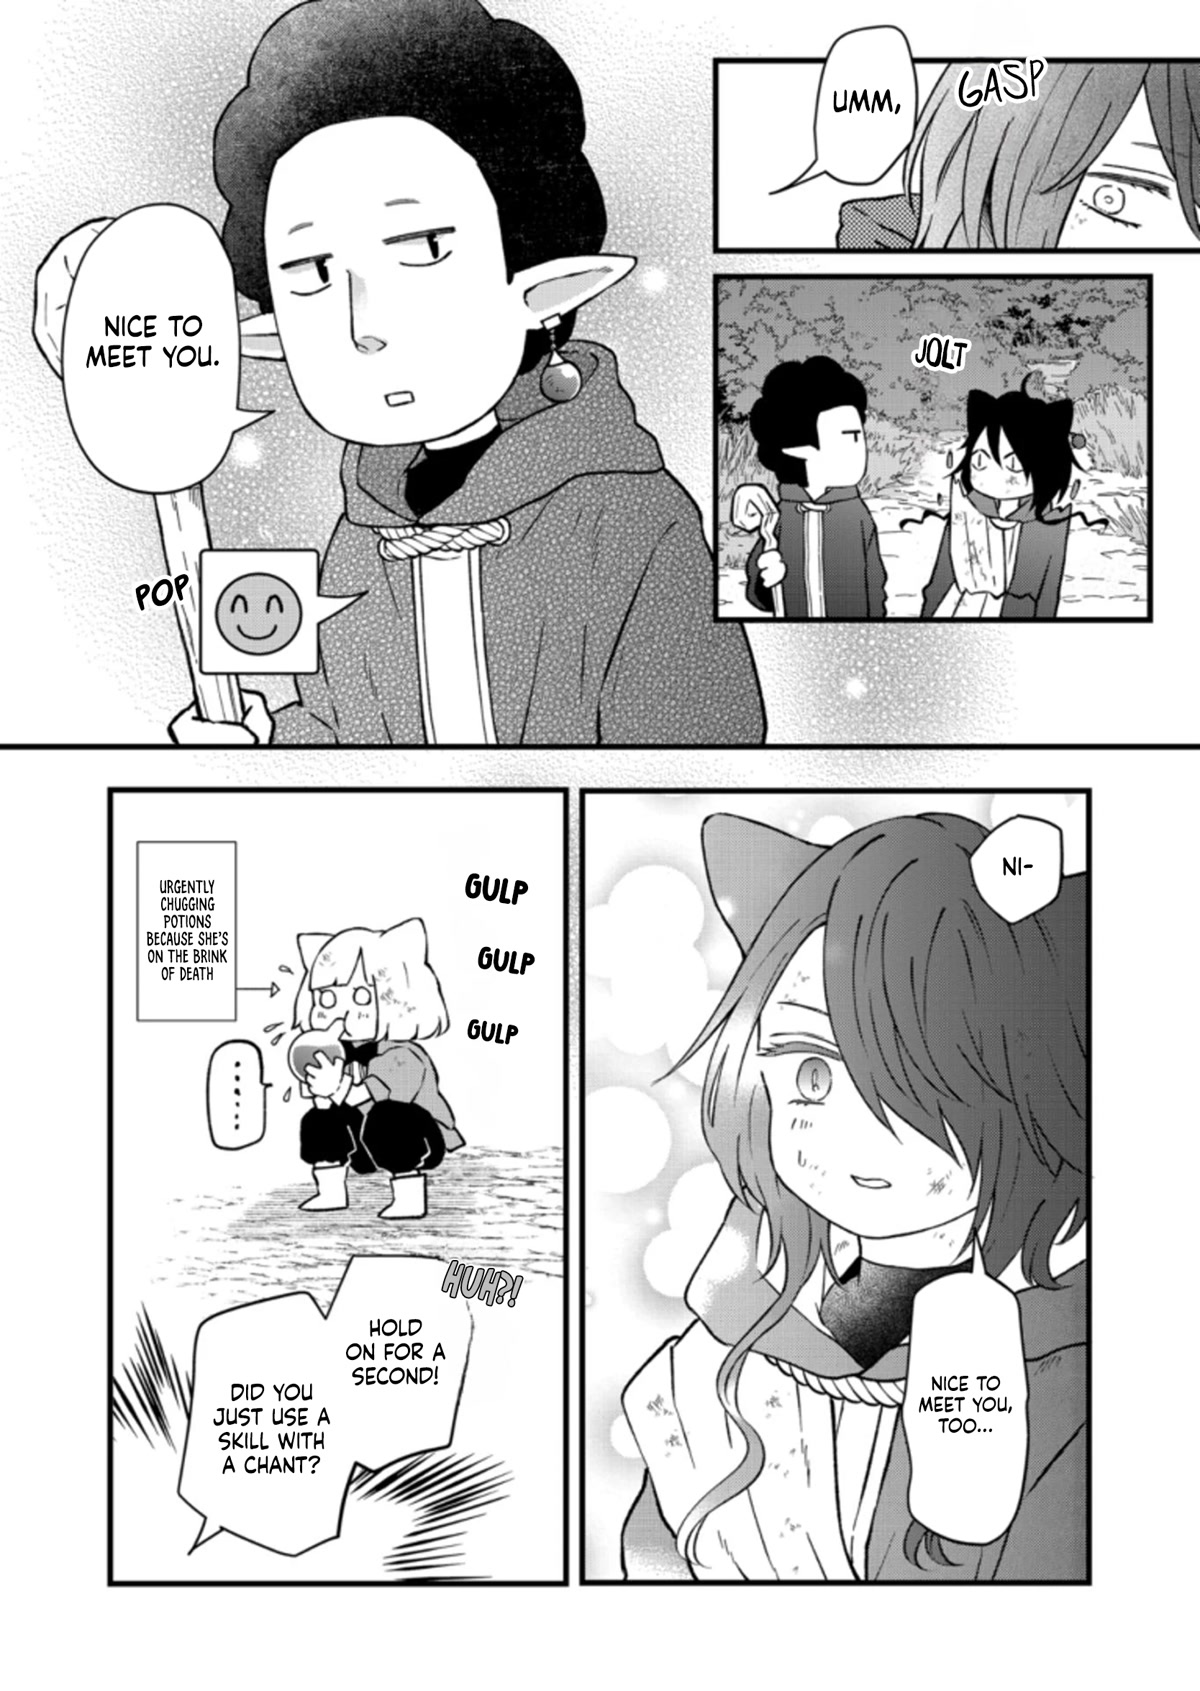 GASP
UMM,
JOLT
NICE TO
MEET YOU.
POP
NI-
NICE TO
MEET YOU,
TOO...
GULP
GULP
GULP
URGENTLY
CHUGGING
POTIONS
BECAUSE SHE'S
ON THE BRINK
OF DEATH
......
HUH?!
HOLD
ON FOR A
SECOND!
DID YOU
JUST USE A
SKILL WITH
A CHANT?